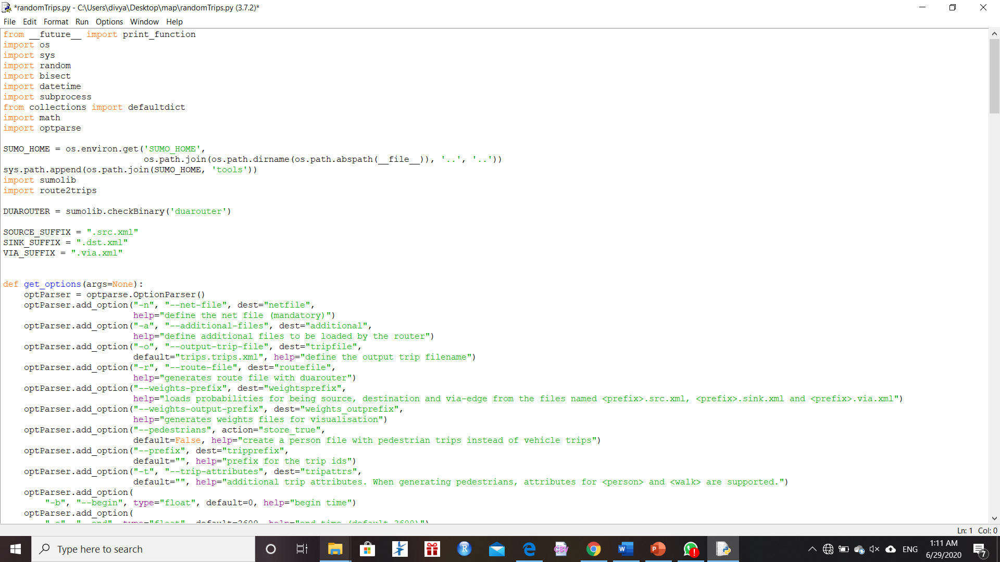 *randomTrips.py - C:\Users\divya\Desktop\map\randomTrips.py (3.7.2)*
File Edit Format Run Options Window Help
from __future__ import print_function
import os
import sys
import random
import bisect
import datetime
import subprocess
from collections import defaultdict
import math
import optparse
SUMO_HOME = os.environ.get('SUMO_HOME',
                           os.path.join(os.path.dirname(os.path.abspath(__file__)), '..', '..'))
sys.path.append(os.path.join(SUMO_HOME, 'tools'))
import sumolib
import route2trips
DUAROUTER = sumolib.checkBinary('duarouter')
SOURCE_SUFFIX = ".src.xml"
SINK_SUFFIX = ".dst.xml"
VIA_SUFFIX = ".via.xml"
def get_options(args=None):
    optParser = optparse.OptionParser()
    optParser.add_option("-n", "--net-file", dest="netfile",
                         help="define the net file (mandatory)")
    optParser.add_option("-a", "--additional-files", dest="additional",
                         help="define additional files to be loaded by the router")
    optParser.add_option("-o", "--output-trip-file", dest="tripfile",
                         default="trips.trips.xml", help="define the output trip filename")
    optParser.add_option("-r", "--route-file", dest="routefile",
                         help="generates route file with duarouter")
    optParser.add_option("--weights-prefix", dest="weightsprefix",
                         help="loads probabilities for being source, destination and via-edge from the files named <prefix>.src.xml, <prefix>.sink.xml and <prefix>.via.xml")
    optParser.add_option("--weights-output-prefix", dest="weights_outprefix",
                         help="generates weights files for visualisation")
    optParser.add_option("--pedestrians", action="store_true",
                         default=False, help="create a person file with pedestrian trips instead of vehicle trips")
    optParser.add_option("--prefix", dest="tripprefix",
                         default="", help="prefix for the trip ids")
    optParser.add_option("-t", "--trip-attributes", dest="tripattrs",
                         default="", help="additional trip attributes. When generating pedestrians, attributes for <person> and <walk> are supported.")
    optParser.add_option(
        "-b", "--begin", type="float", default=0, help="begin time")
    optParser.add_option(
        "-e", "--end", type="float", default=3600, help="end time (default 3600)")
Ln: 1 Col: 0
Type here to search
R
CSV
W
P
ENG
1:11 AM
6/29/2020
7